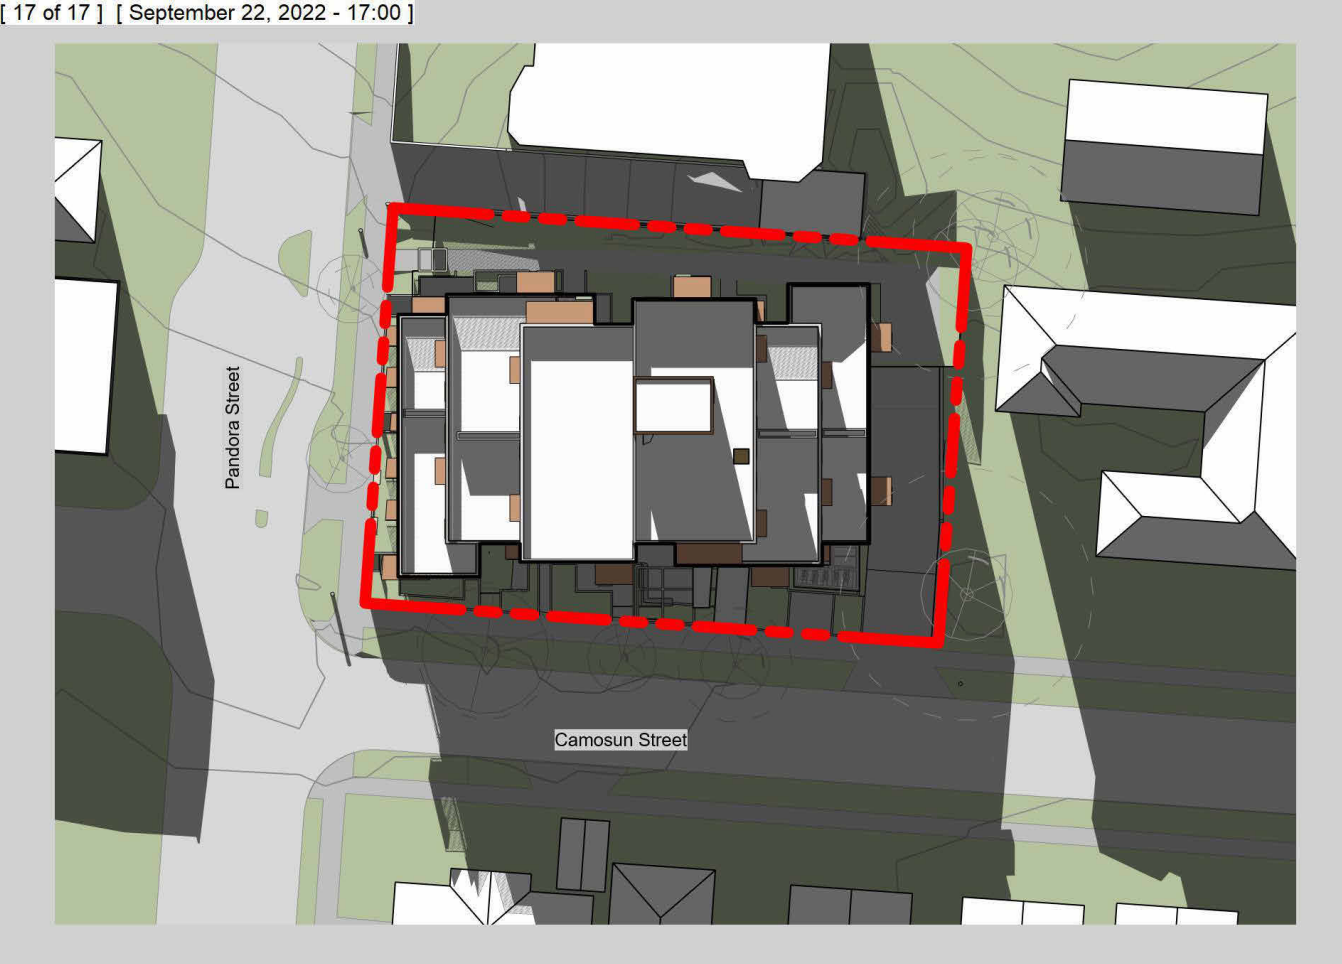 [ 17 of 17 ]  [ September 22, 2022 - 17:00 ]
Pandora Street
Camosun Street